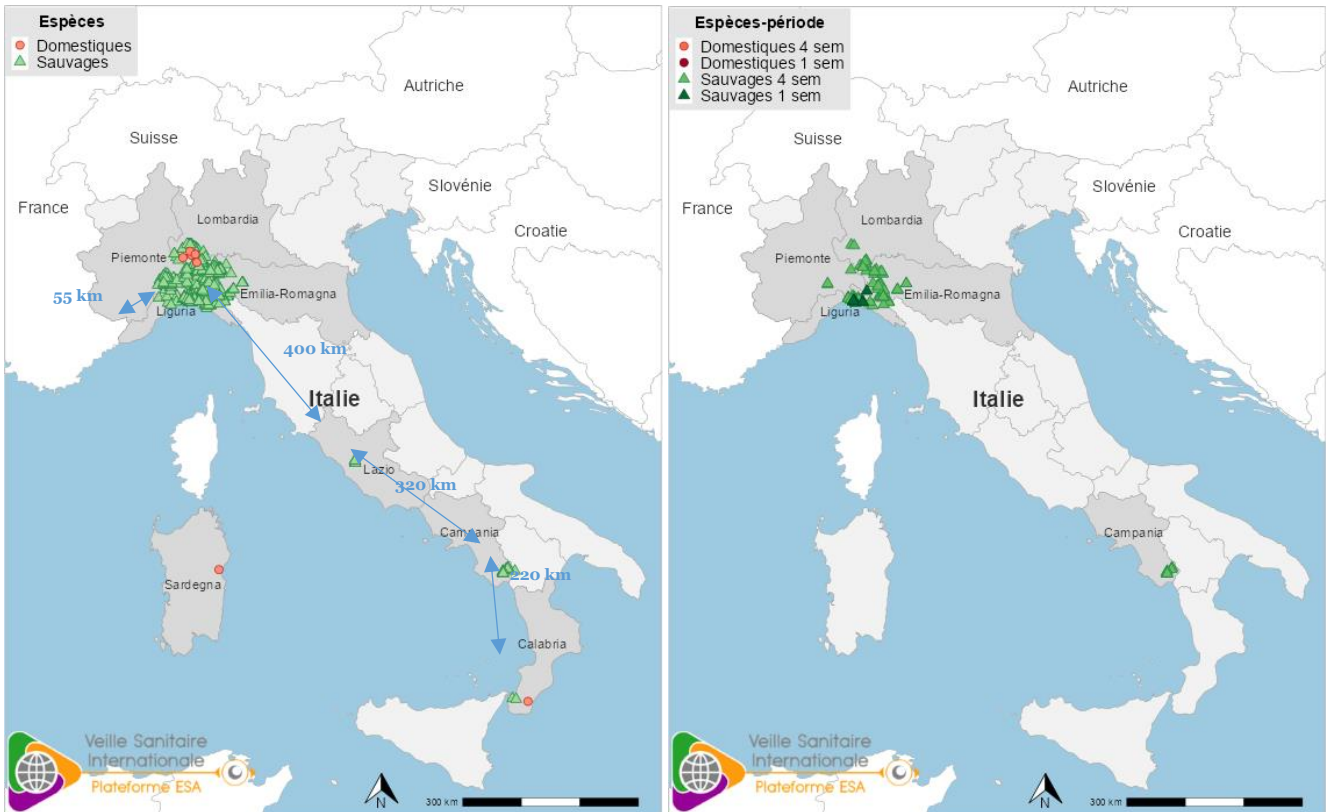 Espèces
Domestiques
Sauvages
Autriche
Suisse
Slovénie
France
Lombardia
Croatie
Piemonte
55 km
Emilia-Romagna
Liguria
400 km
Italie
Lazio
320 km
Campania
220 km
Sardegna
Calabria
Veille Sanitaire
Internationale
Plateforme ESA
N
300 km
Espèces-période
Domestiques 4 sem
Domestiques 1 sem
Sauvages 4 sem
Sauvages 1 sem
Autriche
Suisse
Slovénie
France
Lombardia
Croatie
Piemonte
Emilia-Romagna
Liguria
Italie
Campania
Veille Sanitaire
Internationale
Plateforme ESA
N
300 km